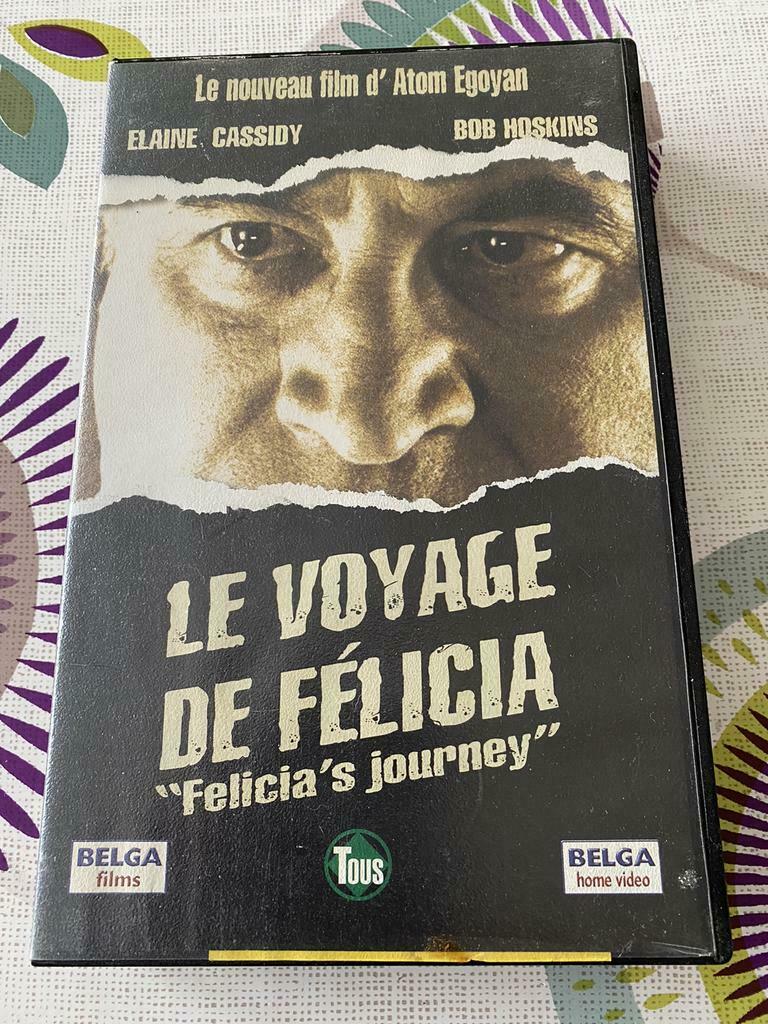 Le nouveau film d' Atom Egoyan
ELAINE CASSIDY
BOB HOSKINS
LE VOYAGE
DE FÉLICIA
"Felicia's journey"
BELGA
films
TOUS
BELGA
home video